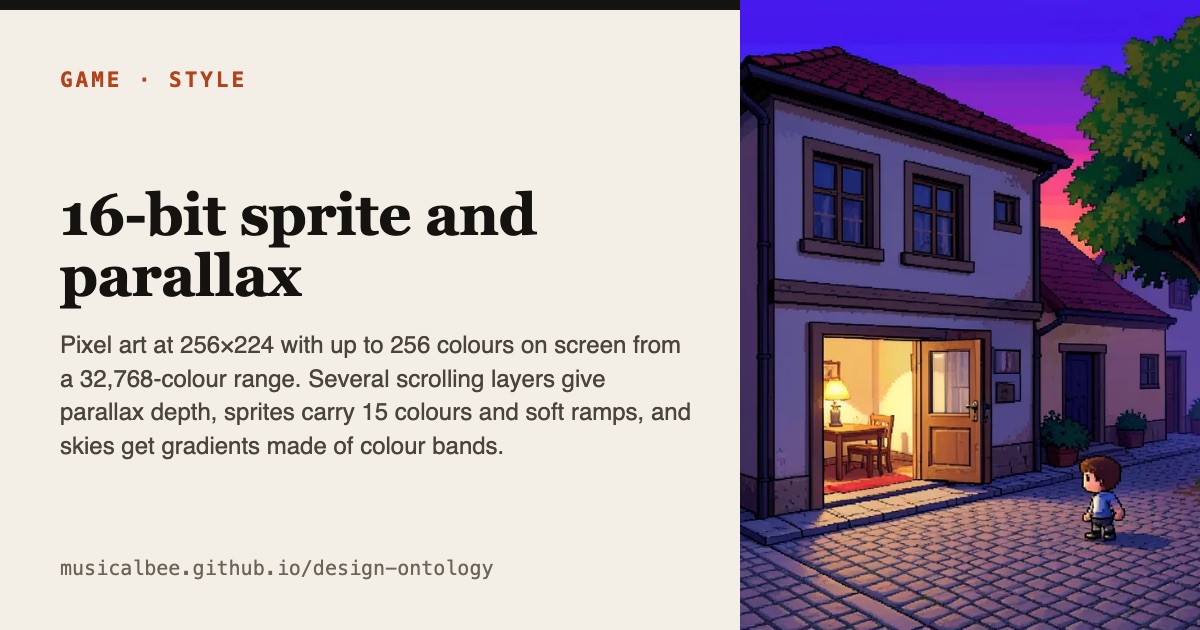 GAME · STYLE
16-bit sprite and
parallax
Pixel art at 256×224 with up to 256 colours on screen from
a 32,768-colour range. Several scrolling layers give
parallax depth, sprites carry 15 colours and soft ramps, and
skies get gradients made of colour bands.
musicalbee.github.io/design-ontology